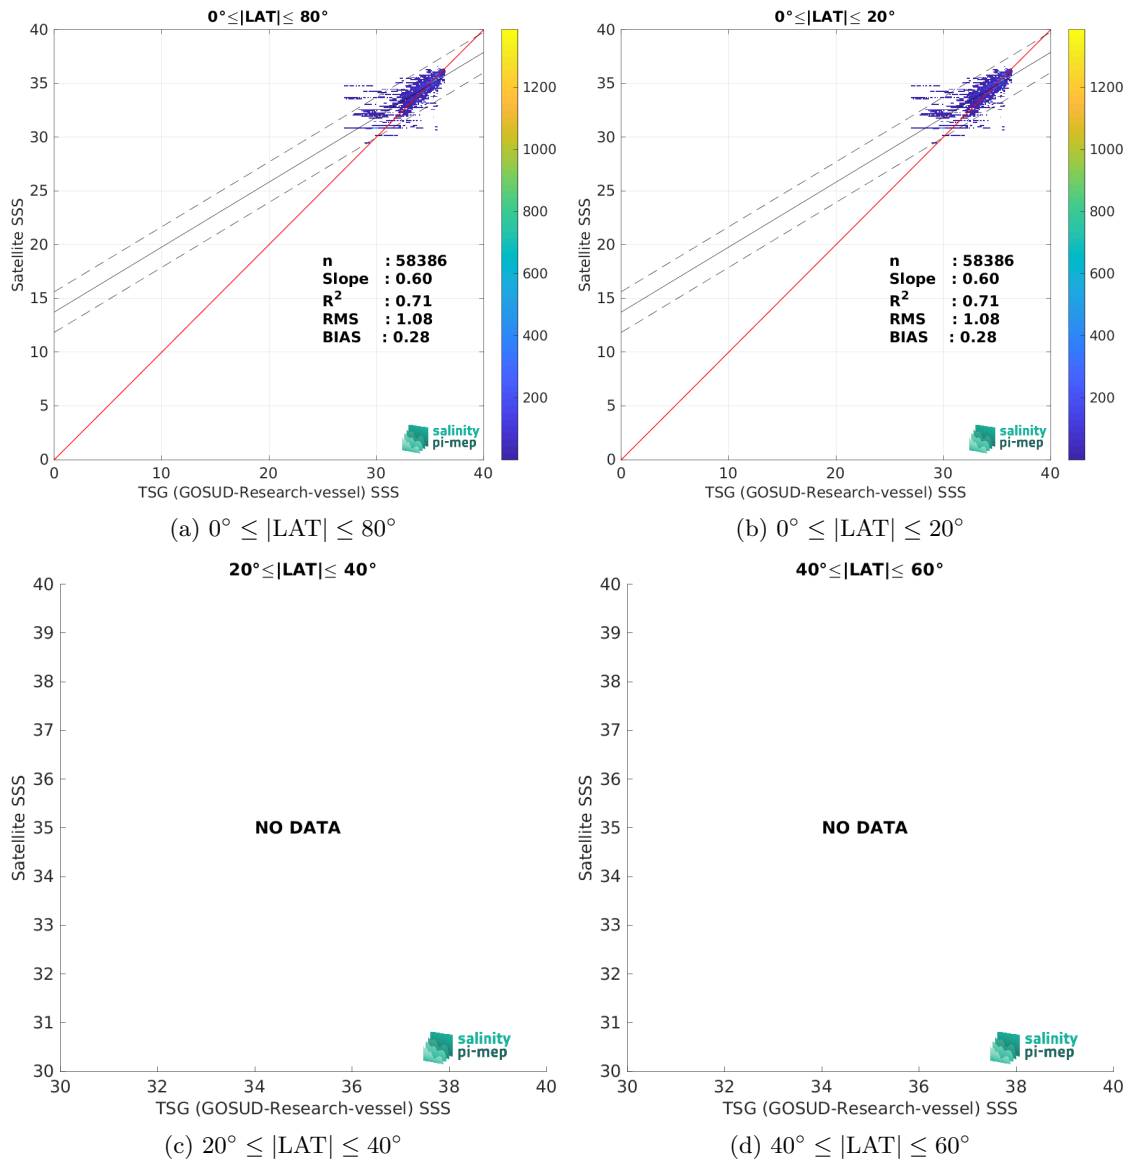 0°≤|LAT|≤ 80°
40
35
30
25
20
15
10
5
0
0
10
20
30
40
Satellite SSS
TSG (GOSUD-Research-vessel) SSS
n : 58386
Slope : 0.60
R² : 0.71
RMS : 1.08
BIAS : 0.28
1200
1000
800
600
400
200
salinity
pi-mep
(a) 0° ≤ |LAT| ≤ 80°
0°≤|LAT|≤ 20°
40
35
30
25
20
15
10
5
0
0
10
20
30
40
Satellite SSS
TSG (GOSUD-Research-vessel) SSS
n : 58386
Slope : 0.60
R² : 0.71
RMS : 1.08
BIAS : 0.28
1200
1000
800
600
400
200
salinity
pi-mep
(b) 0° ≤ |LAT| ≤ 20°
20°≤|LAT|≤ 40°
40
39
38
37
36
35
34
33
32
31
30
30
32
34
36
38
40
Satellite SSS
NO DATA
TSG (GOSUD-Research-vessel) SSS
salinity
pi-mep
(c) 20° ≤ |LAT| ≤ 40°
40°≤|LAT|≤ 60°
40
39
38
37
36
35
34
33
32
31
30
30
32
34
36
38
40
Satellite SSS
NO DATA
TSG (GOSUD-Research-vessel) SSS
salinity
pi-mep
(d) 40° ≤ |LAT| ≤ 60°